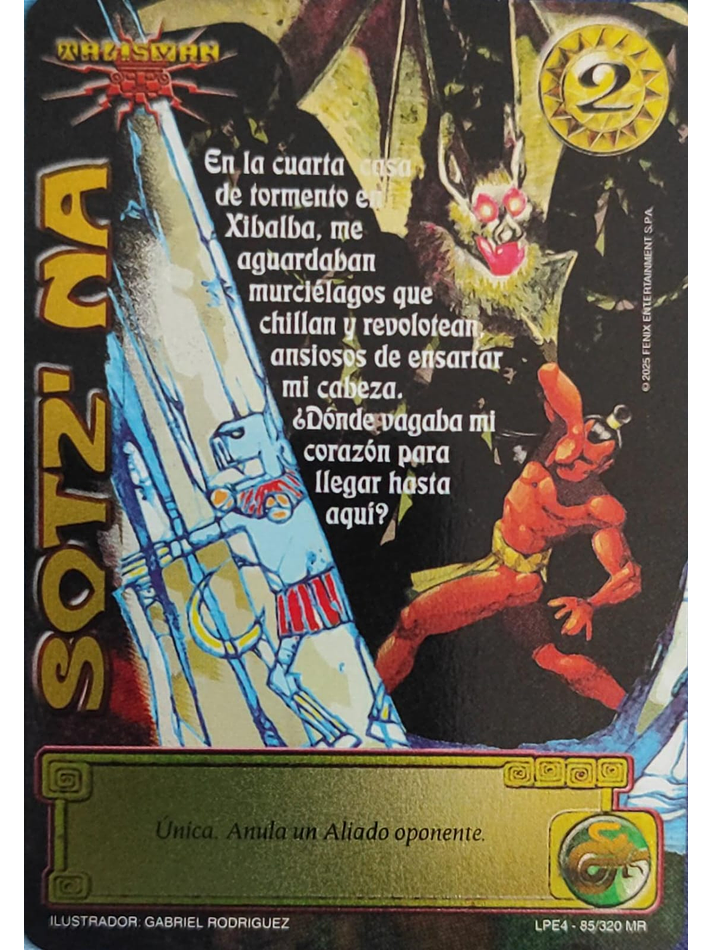 TALISMAN
2
SOTZ' NA
En la cuarta casa
de tormento en
Xibalba, me
aguardaban
murciélagos que
chillan y revolotean,
ansiosos de ensartar
mi cabeza.
¿Dónde vagaba mi
corazón para
llegar hasta
aquí?
© 2025 FENIX ENTERTAINMENT S.P.A.
Única. Anula un Aliado oponente.
ILUSTRADOR: GABRIEL RODRIGUEZ
LPE4 - 85/320 MR